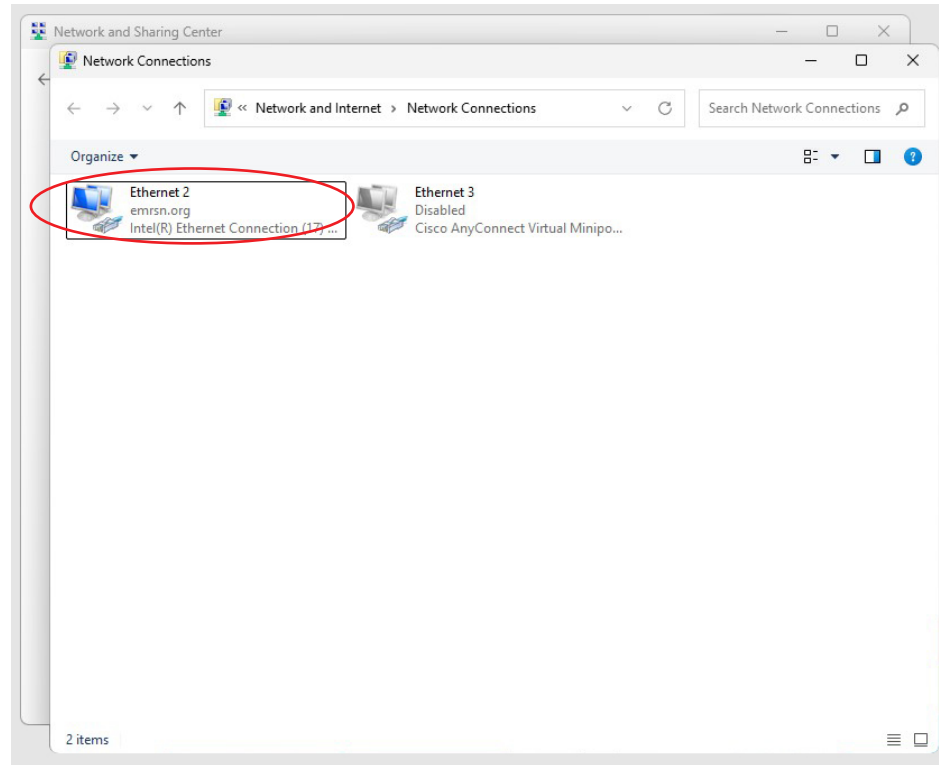 Network and Sharing Center
Network Connections
« Network and Internet > Network Connections
Search Network Connections
Organize
Ethernet 2
emrsn.org
Intel(R) Ethernet Connection (17) ...
Ethernet 3
Disabled
Cisco AnyConnect Virtual Minipo...
2 items